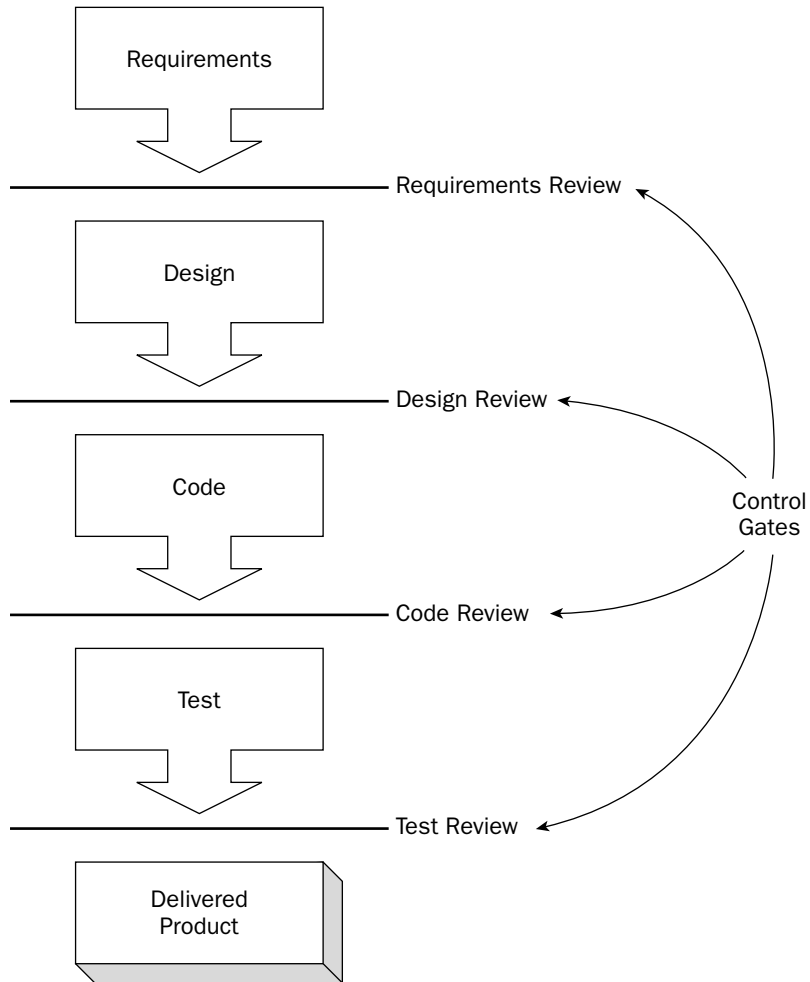 Requirements
Requirements Review
Design
Design Review
Code
Control
Gates
Code Review
Test
Test Review
Delivered
Product